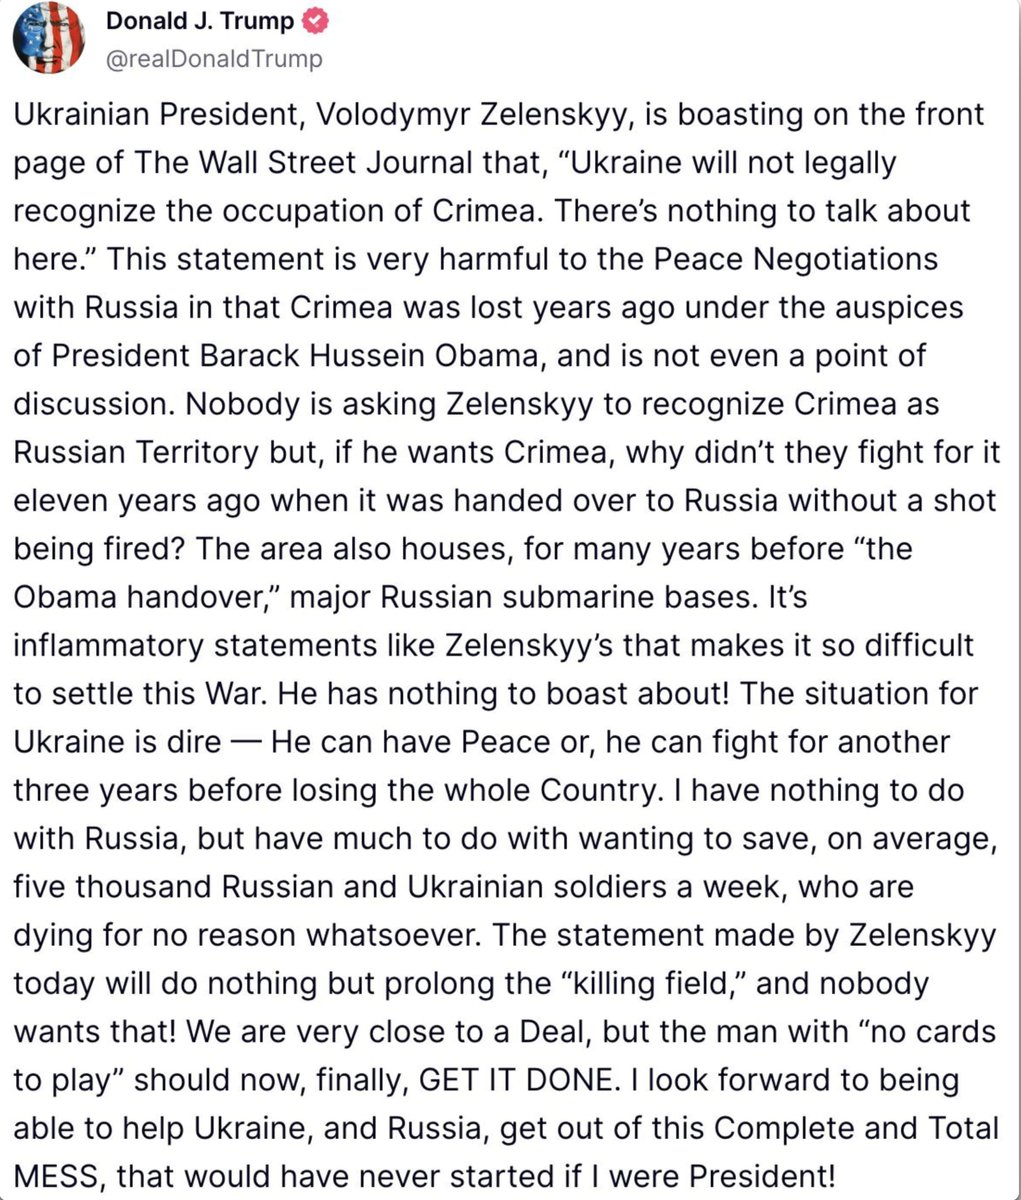 Donald J. Trump
@realDonaldTrump
Ukrainian President, Volodymyr Zelenskyy, is boasting on the front
page of The Wall Street Journal that, “Ukraine will not legally
recognize the occupation of Crimea. There’s nothing to talk about
here.” This statement is very harmful to the Peace Negotiations
with Russia in that Crimea was lost years ago under the auspices
of President Barack Hussein Obama, and is not even a point of
discussion. Nobody is asking Zelenskyy to recognize Crimea as
Russian Territory but, if he wants Crimea, why didn’t they fight for it
eleven years ago when it was handed over to Russia without a shot
being fired? The area also houses, for many years before “the
Obama handover,” major Russian submarine bases. It’s
inflammatory statements like Zelenskyy’s that makes it so difficult
to settle this War. He has nothing to boast about! The situation for
Ukraine is dire — He can have Peace or, he can fight for another
three years before losing the whole Country. I have nothing to do
with Russia, but have much to do with wanting to save, on average,
five thousand Russian and Ukrainian soldiers a week, who are
dying for no reason whatsoever. The statement made by Zelenskyy
today will do nothing but prolong the “killing field,” and nobody
wants that! We are very close to a Deal, but the man with “no cards
to play” should now, finally, GET IT DONE. I look forward to being
able to help Ukraine, and Russia, get out of this Complete and Total
MESS, that would have never started if I were President!